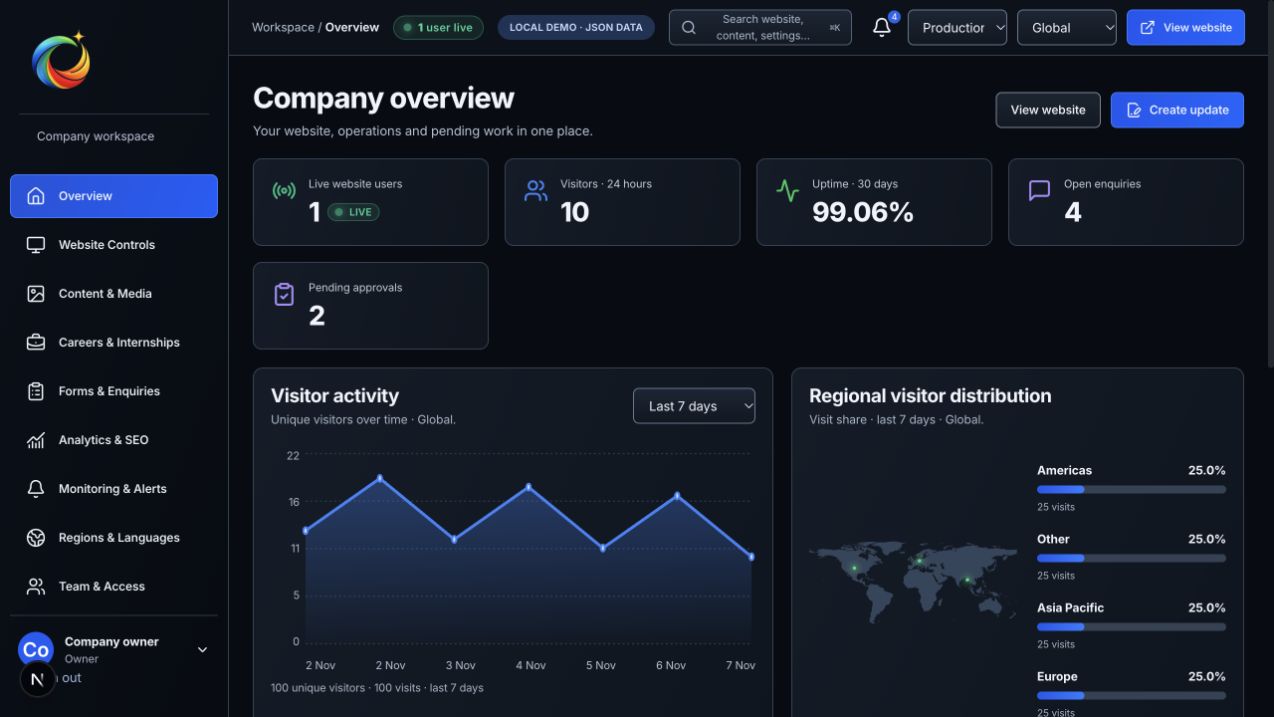 Workspace / Overview
1 user live
LOCAL DEMO · JSON DATA
Search website,
content, settings...
⌘K
4
Production
Global
View website
Company workspace
Overview
Website Controls
Content & Media
Careers & Internships
Forms & Enquiries
Analytics & SEO
Monitoring & Alerts
Regions & Languages
Team & Access
Co
Company owner
Owner
N
out
Company overview
Your website, operations and pending work in one place.
View website
Create update
Live website users
1 LIVE
Visitors · 24 hours
10
Uptime · 30 days
99.06%
Open enquiries
4
Pending approvals
2
Visitor activity
Unique visitors over time · Global.
Last 7 days
22
16
11
5
0
2 Nov 2 Nov 3 Nov 4 Nov 5 Nov 6 Nov 7 Nov
100 unique visitors · 100 visits · last 7 days
Regional visitor distribution
Visit share · last 7 days · Global.
Americas 25.0%
25 visits
Other 25.0%
25 visits
Asia Pacific 25.0%
25 visits
Europe 25.0%
25 visits